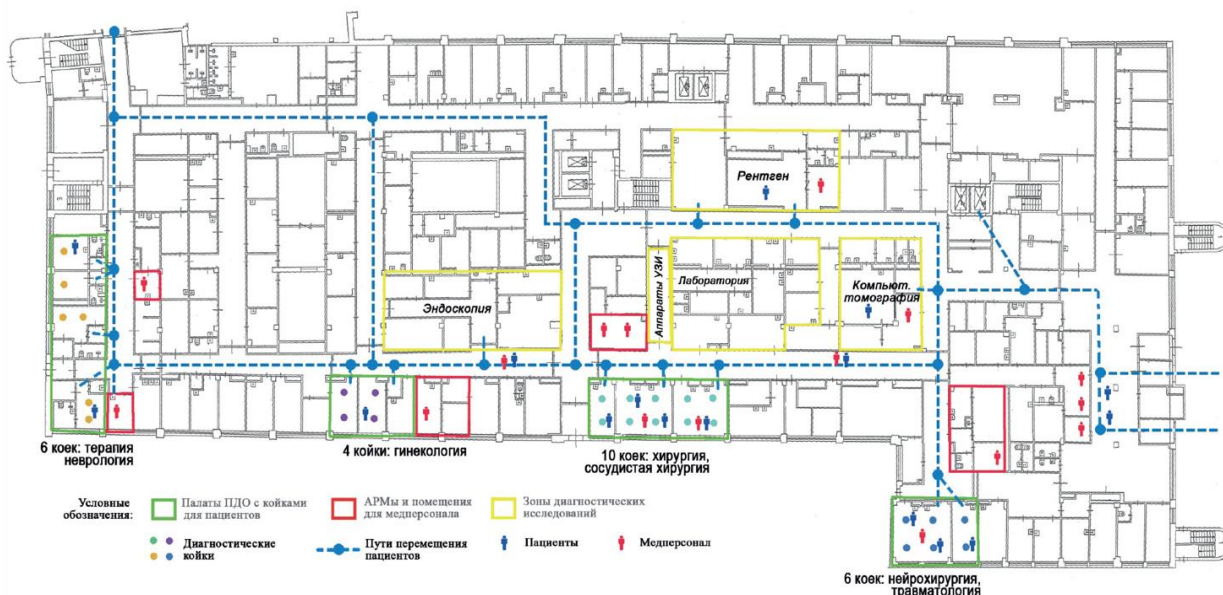 Рентген
Аппараты УЗИ
Лаборатория
Компьют.
томография
Эндоскопия
6 коек: терапия
неврология
4 койки: гинекология
10 коек: хирургия,
сосудистая хирургия
Условные
обозначения:
Палаты ПДО с койками
для пациентов
АРМы и помещения
для медперсонала
Зоны диагностических
исследований
Диагностические
койки
Пути перемещения
пациентов
Пациенты
Медперсонал
6 коек: нейрохирургия,
травматология